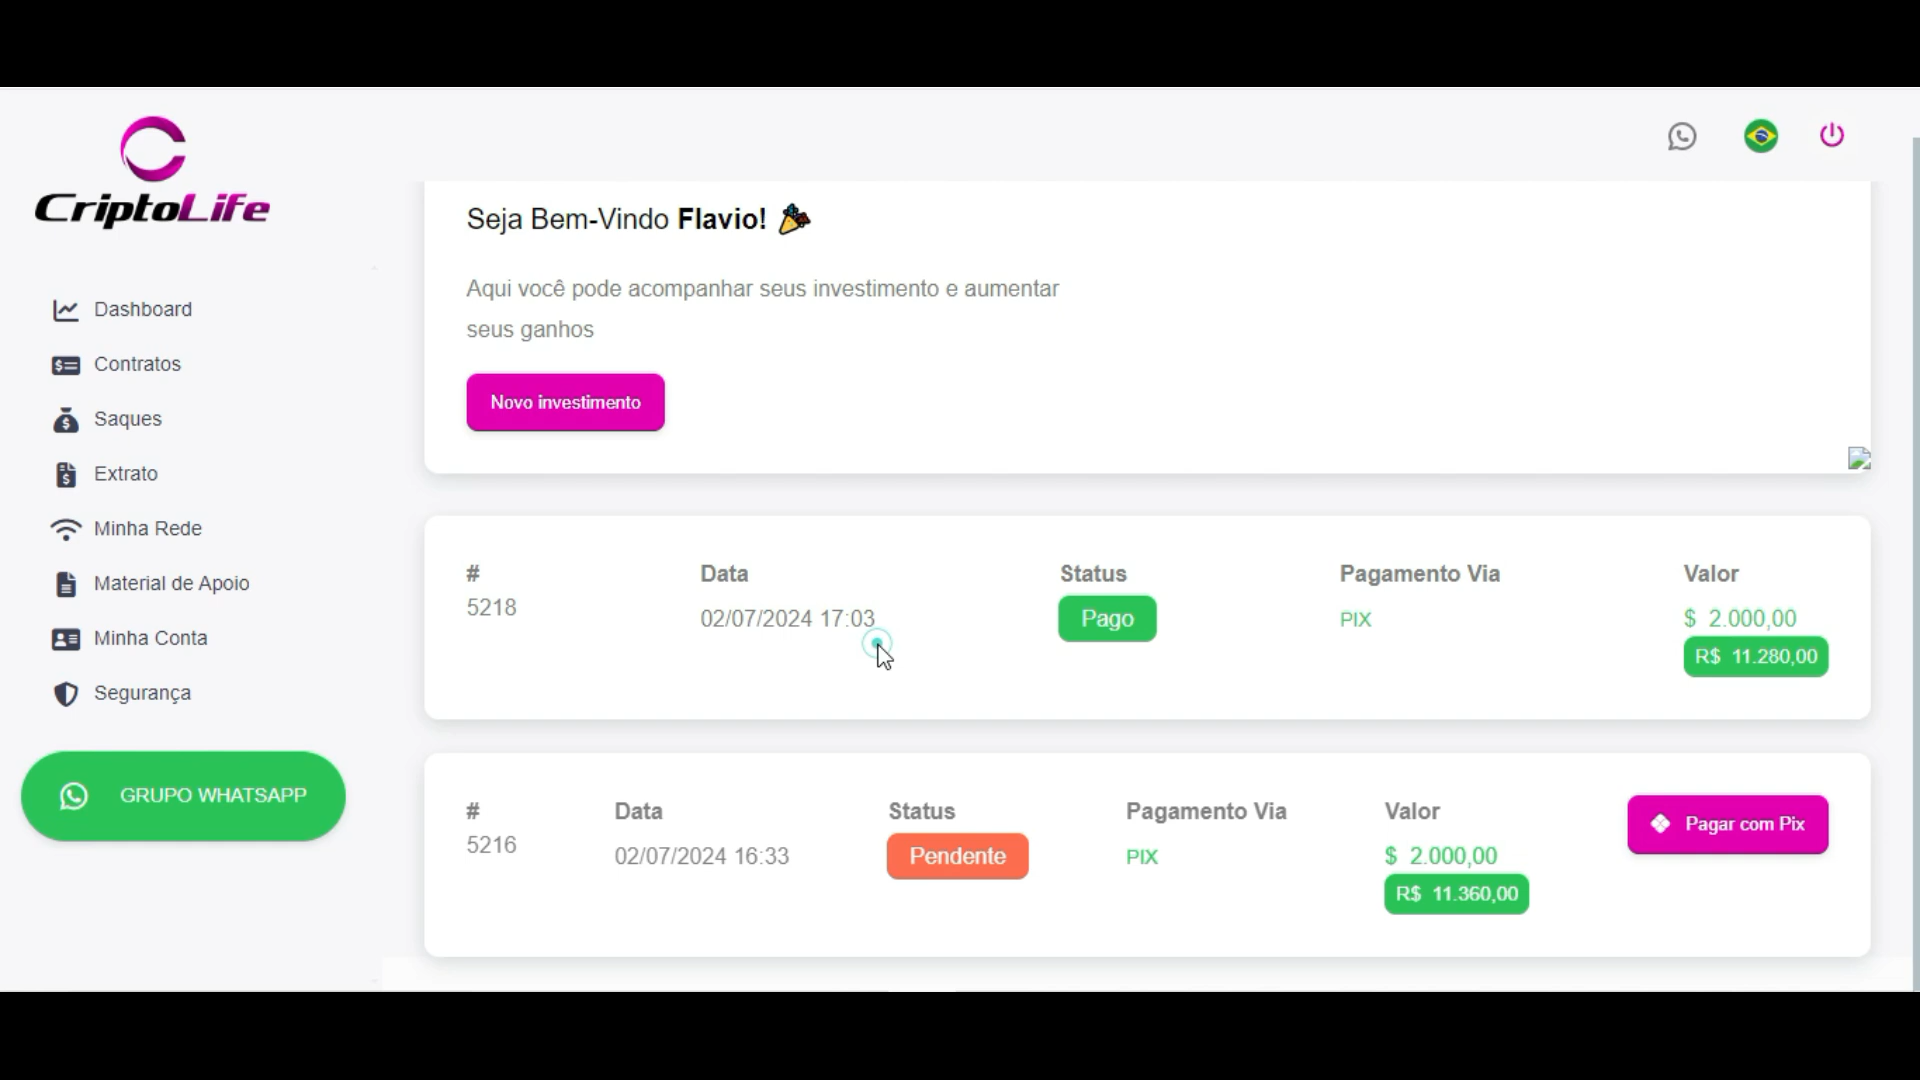 CriptoLife
Dashboard
Contratos
Saques
Extrato
Minha Rede
Material de Apoio
Minha Conta
Segurança
GRUPO WHATSAPP
Seja Bem-Vindo Flavio!
Aqui você pode acompanhar seus investimento e aumentar
seus ganhos
Novo investimento
# Data Status Pagamento Via Valor
5218 02/07/2024 17:03 Pago PIX $ 2.000,00
R$ 11.280,00
# Data Status Pagamento Via Valor
5216 02/07/2024 16:33 Pendente PIX $ 2.000,00
R$ 11.360,00
Pagar com Pix